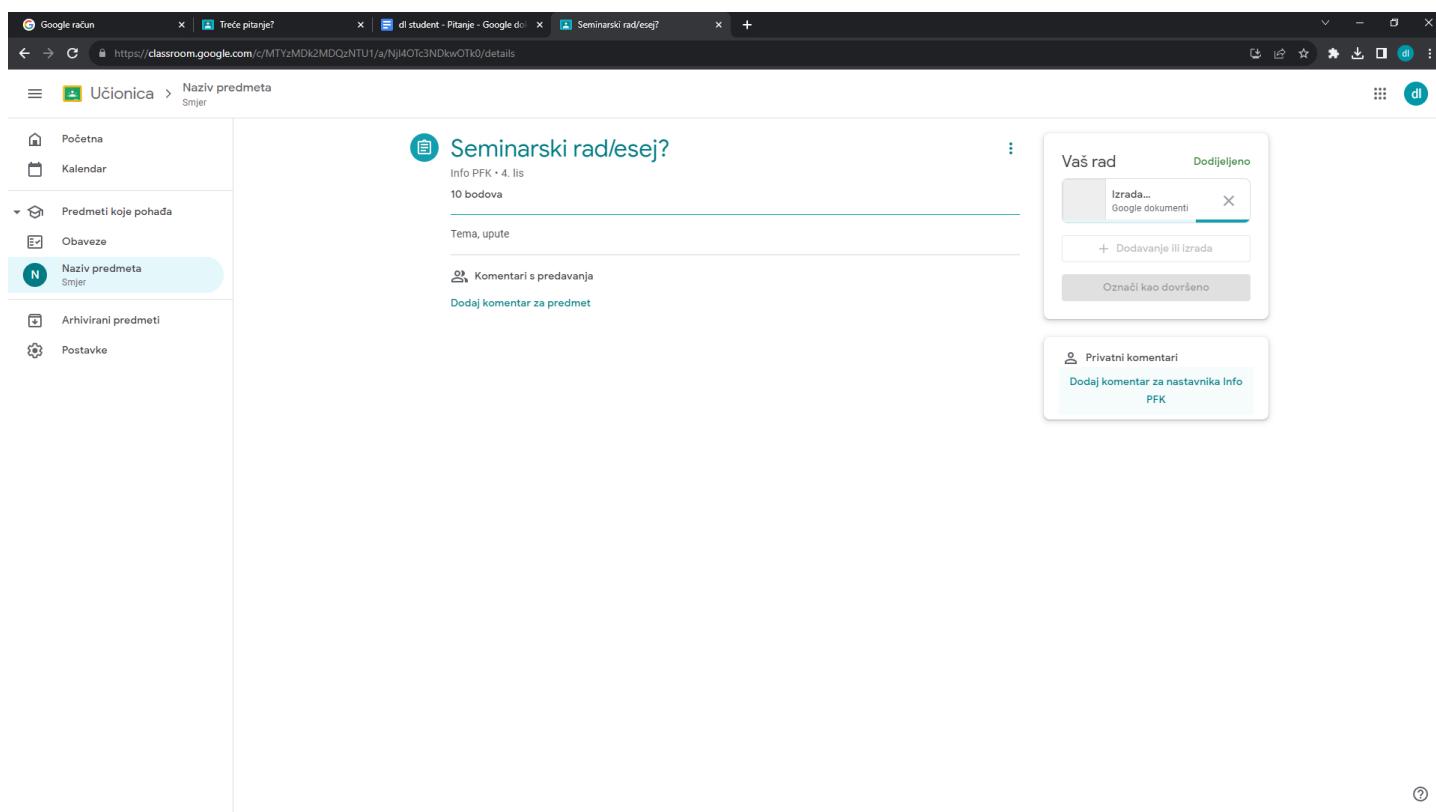 Google račun
Treće pitanje?
dl student - Pitanje - Google do
Seminarski rad/esej?
https://classroom.google.com/c/MTYzMDk2MDQzNTU1/a/NjI4OTc3NDkwOTk0/details
dl
Učionica > Naziv predmeta
Smjer
dl
Početna
Kalendar
Predmeti koje pohađa
Obaveze
N Naziv predmeta
Smjer
Arhivirani predmeti
Postavke
Seminarski rad/esej?
Info PFK • 4. lis
10 bodova
Tema, upute
Komentari s predavanja
Dodaj komentar za predmet
Vaš rad Dodijeljeno
Izrada...
Google dokumenti
+ Dodavanje ili izrada
Označi kao dovršeno
Privatni komentari
Dodaj komentar za nastavnika Info
PFK